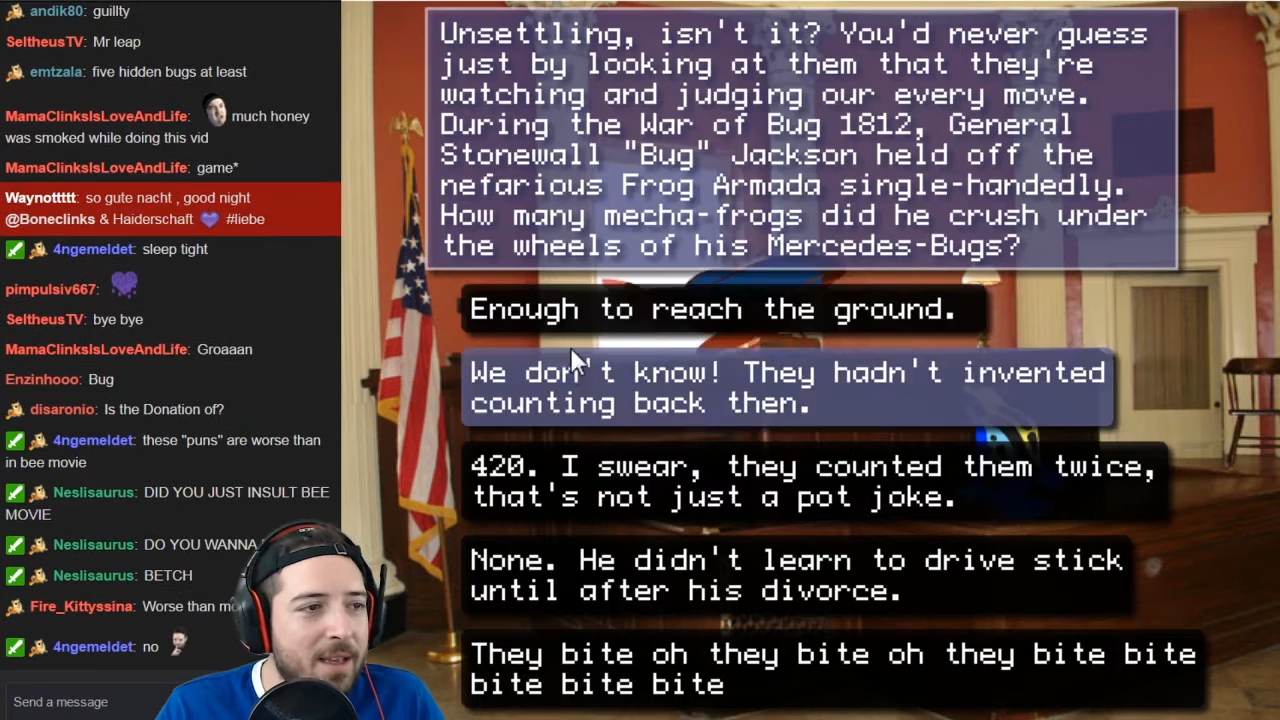 andik80: guillty
SeltheusTV: Mr leap
emtzala: five hidden bugs at least
MamaClinksIsLoveAndLife: much honey
was smoked while doing this vid
MamaClinksIsLoveAndLife: game*
Waynottttt: so gute nacht , good night
@Boneclinks & Haiderschaft #liebe
4ngemeldet: sleep tight
pimpulsiv667:
SeltheusTV: bye bye
MamaClinksIsLoveAndLife: Groaaan
Enzinhooo: Bug
disaronio: Is the Donation of?
4ngemeldet: these "puns" are worse than
in bee movie
Neslisaurus: DID YOU JUST INSULT BEE
MOVIE
Neslisaurus: DO YOU WANNA
Neslisaurus: BETCH
Fire_Kittyssina: Worse than
4ngemeldet: no
Send a message
Unsettling, isn't it? You'd never guess
just by looking at them that they're
watching and judging our every move.
During the War of Bug 1812, General
Stonewall "Bug" Jackson held off the
nefarious Frog Armada single-handedly.
How many mecha-frogs did he crush under
the wheels of his Mercedes-Bugs?
Enough to reach the ground.
We don't know! They hadn't invented
counting back then.
420. I swear, they counted them twice,
that's not just a pot joke.
None. He didn't learn to drive stick
until after his divorce.
They bite oh they bite oh they bite bite
bite bite bite